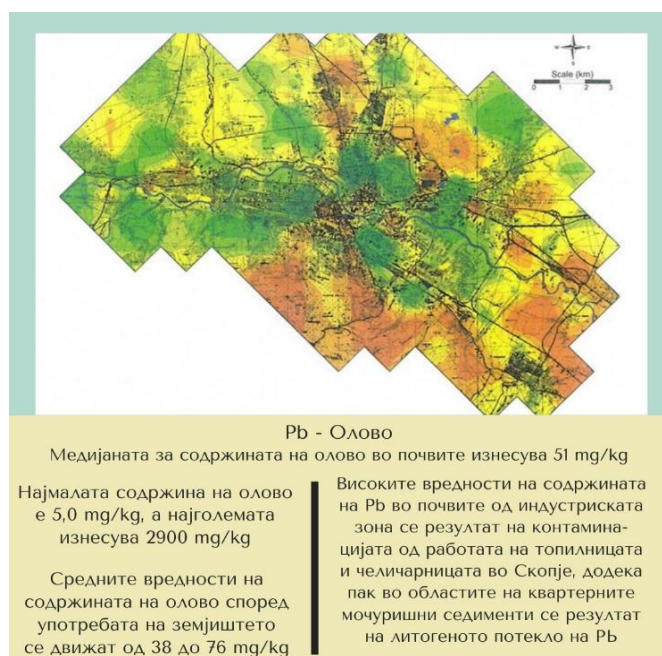 Scale (km)
0 1 2 3
Pb - Олово
Медијаната за содржината на олово во почвите изнесува 51 mg/kg
Најмалата содржина на олово
е 5,0 mg/kg, а најголемата
изнесува 2900 mg/kg
Средните вредности на
содржината на олово според
употребата на земјиштето
се движат од 38 до 76 mg/kg
Високите вредности на содржината
на Pb во почвите од индустриската
зона се резултат на контамина-
цијата од работата на топилницата
и челичарницата во Скопје, додека
пак во областите на квартерните
мочуришни седименти се резултат
на литогеното потекло на Pb